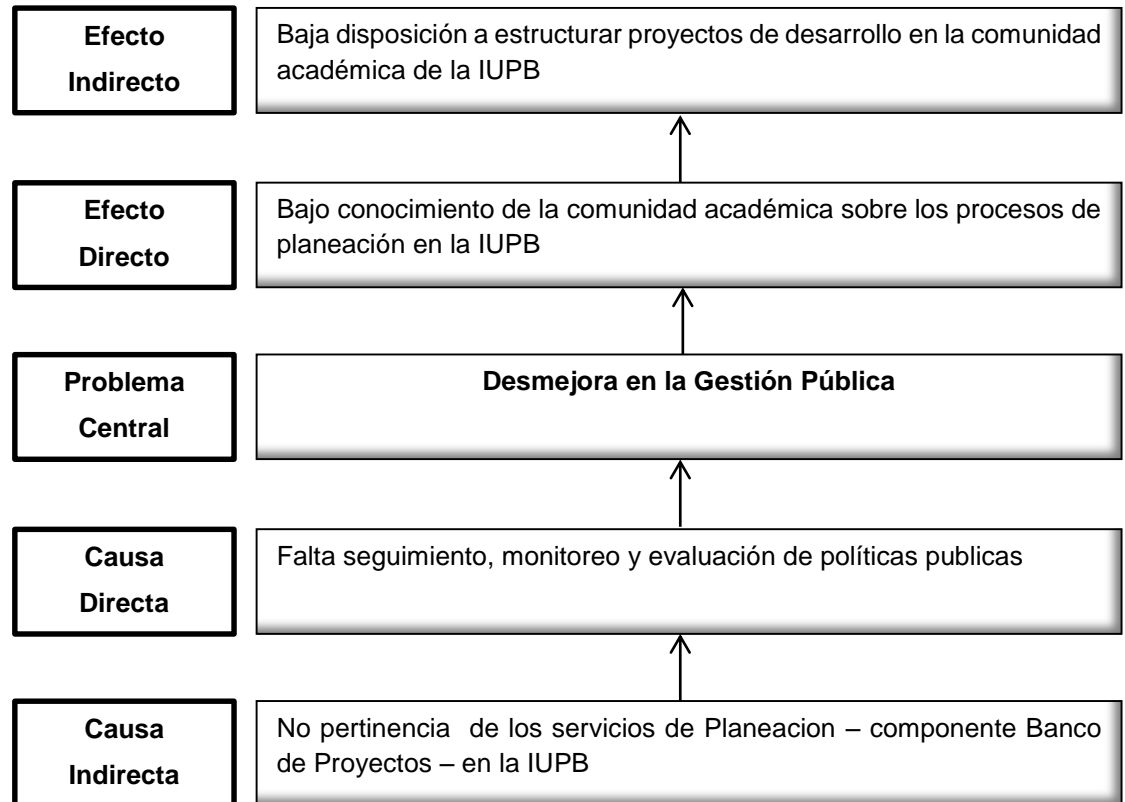 Efecto
Indirecto
Baja disposición a estructurar proyectos de desarrollo en la comunidad
académica de la IUPB
Efecto
Directo
Bajo conocimiento de la comunidad académica sobre los procesos de
planeación en la IUPB
Problema
Central
Desmejora en la Gestión Pública
Causa
Directa
Falta seguimiento, monitoreo y evaluación de políticas publicas
Causa
Indirecta
No pertinencia de los servicios de Planeacion – componente Banco
de Proyectos – en la IUPB